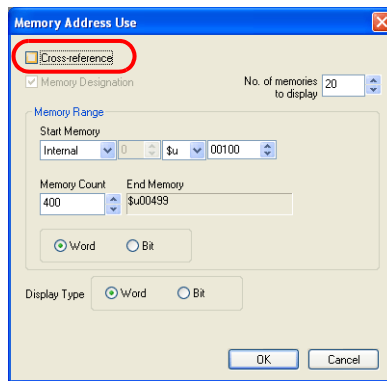 Memory Address Use
Cross-reference
Memory Designation
No. of memories to display 20
Memory Range
Start Memory
Internal 0 $u 00100
Memory Count End Memory
400 $u00499
Word Bit
Display Type Word Bit
OK Cancel